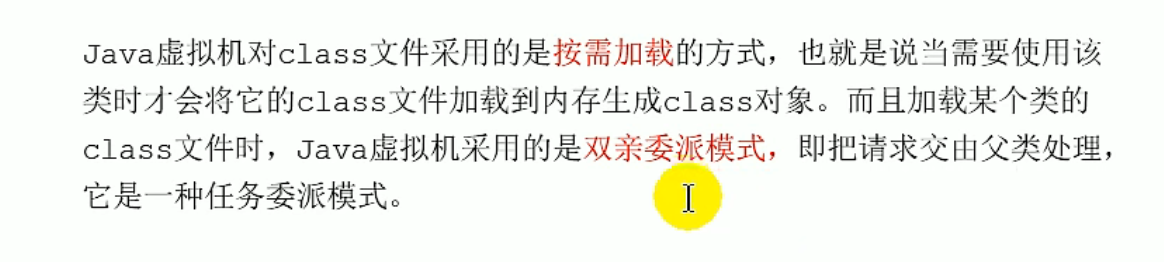 Java虚拟机对class文件采用的是按需加载的方式，也就是说当需要使用该
类时才会将它的class文件加载到内存生成class对象。而且加载某个类的
class文件时，Java虚拟机采用的是双亲委派模式，即把请求交由父类处理，
它是一种任务委派模式。